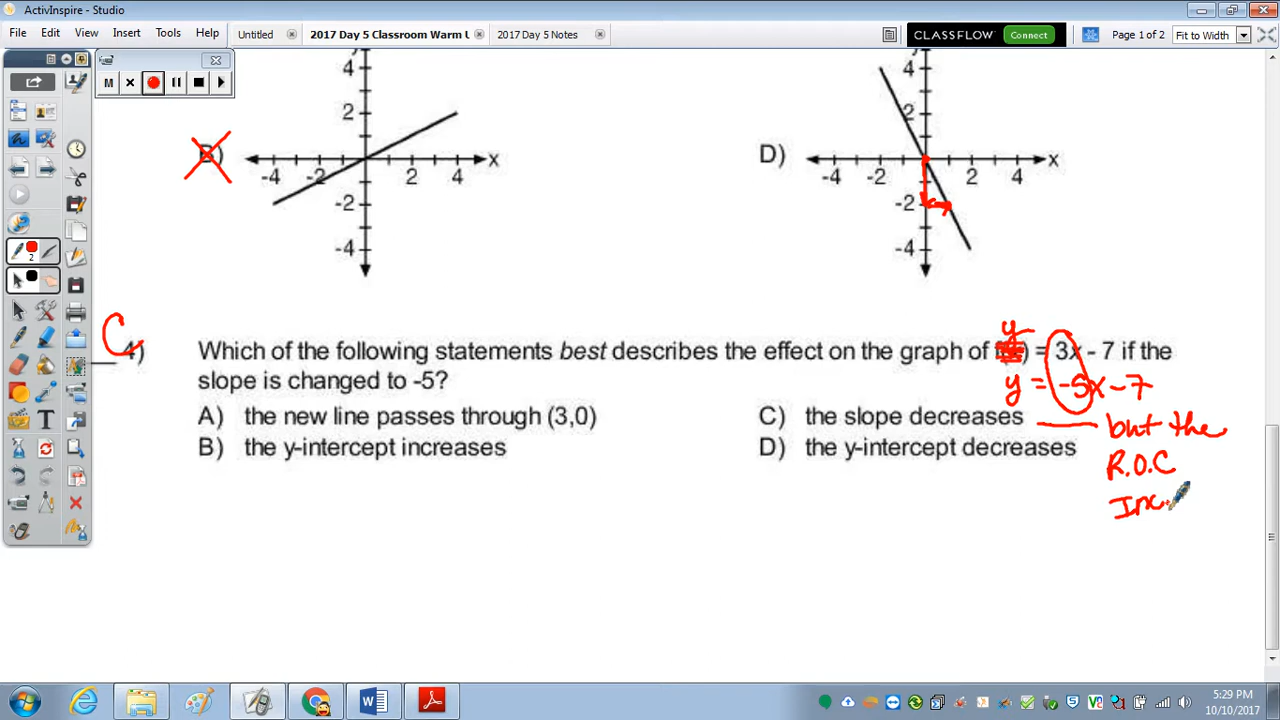 ActivInspire - Studio
File Edit View Insert Tools Help Untitled 2017 Day 5 Classroom Warm U 2017 Day 5 Notes CLASSFLOW Connect Page 1 of 2 Fit to Width
M
4
2
-4 -2 2 4 x
-2
-4
D)
4
2
-4 -2 2 4 x
-2
-4
C 4) Which of the following statements best describes the effect on the graph of y = 3x - 7 if the
slope is changed to -5? y = -5x - 7
A) the new line passes through (3,0) C) the slope decreases but the
B) the y-intercept increases D) the y-intercept decreases
R.O.C
Inc
2
T
W
5:29 PM
10/10/2017